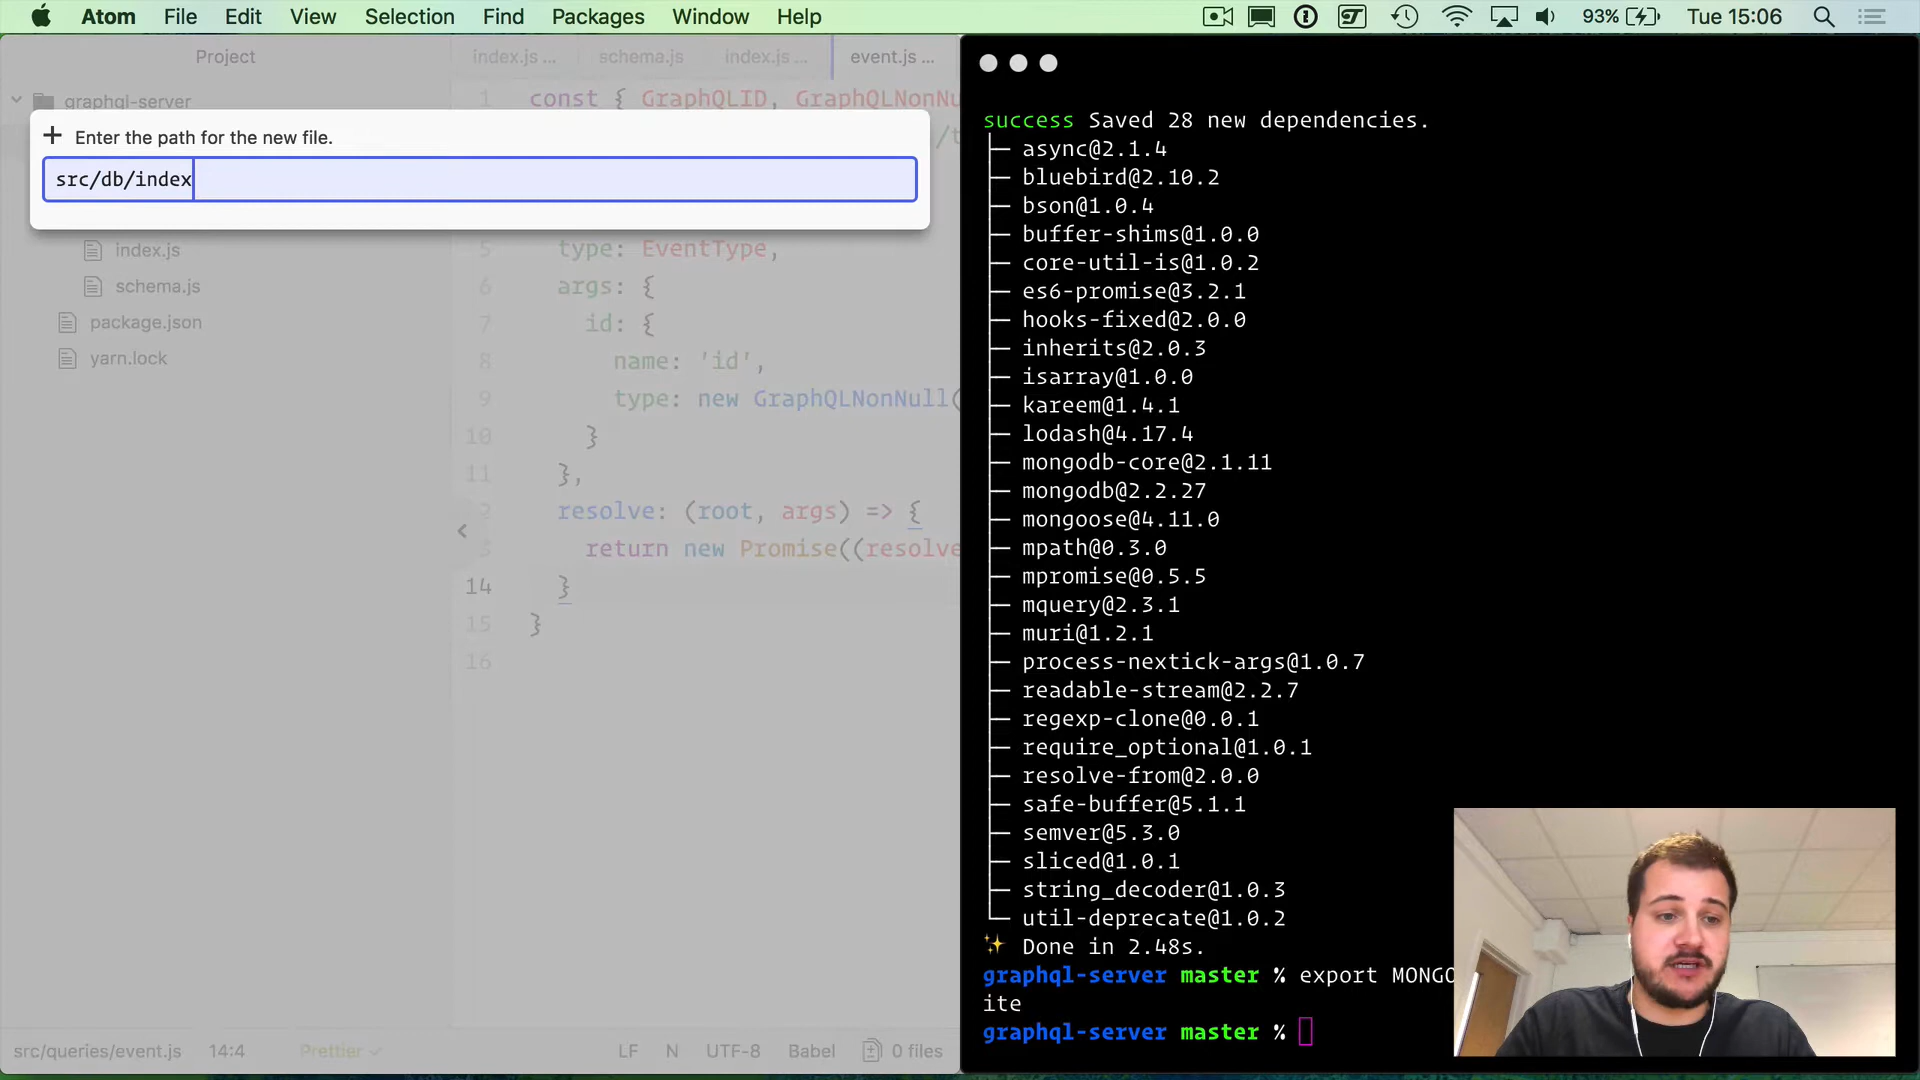 Atom File Edit View Selection Find Packages Window Help
93% Tue 15:06
Project
index.js ... schema.js index.js ... event.js ...
graphql-server
Enter the path for the new file.
src/db/index
index.js
schema.js
package.json
yarn.lock
1 const { GraphQLID, GraphQLNonNu
5 type: EventType,
6 args: {
7 id: {
8 name: 'id',
9 type: new GraphQLNonNull(
10 }
11 },
2 resolve: (root, args) => {
3 return new Promise((resolve
14 }
15 }
16
src/queries/event.js 14:4 Prettier LF N UTF-8 Babel 0 files
success Saved 28 new dependencies.
├─ async@2.1.4
├─ bluebird@2.10.2
├─ bson@1.0.4
├─ buffer-shims@1.0.0
├─ core-util-is@1.0.2
├─ es6-promise@3.2.1
├─ hooks-fixed@2.0.0
├─ inherits@2.0.3
├─ isarray@1.0.0
├─ kareem@1.4.1
├─ lodash@4.17.4
├─ mongodb-core@2.1.11
├─ mongodb@2.2.27
├─ mongoose@4.11.0
├─ mpath@0.3.0
├─ mpromise@0.5.5
├─ mquery@2.3.1
├─ muri@1.2.1
├─ process-nextick-args@1.0.7
├─ readable-stream@2.2.7
├─ regexp-clone@0.0.1
├─ require_optional@1.0.1
├─ resolve-from@2.0.0
├─ safe-buffer@5.1.1
├─ semver@5.3.0
├─ sliced@1.0.1
├─ string_decoder@1.0.3
└─ util-deprecate@1.0.2
✨ Done in 2.48s.
graphql-server master % export MONGO
ite
graphql-server master %